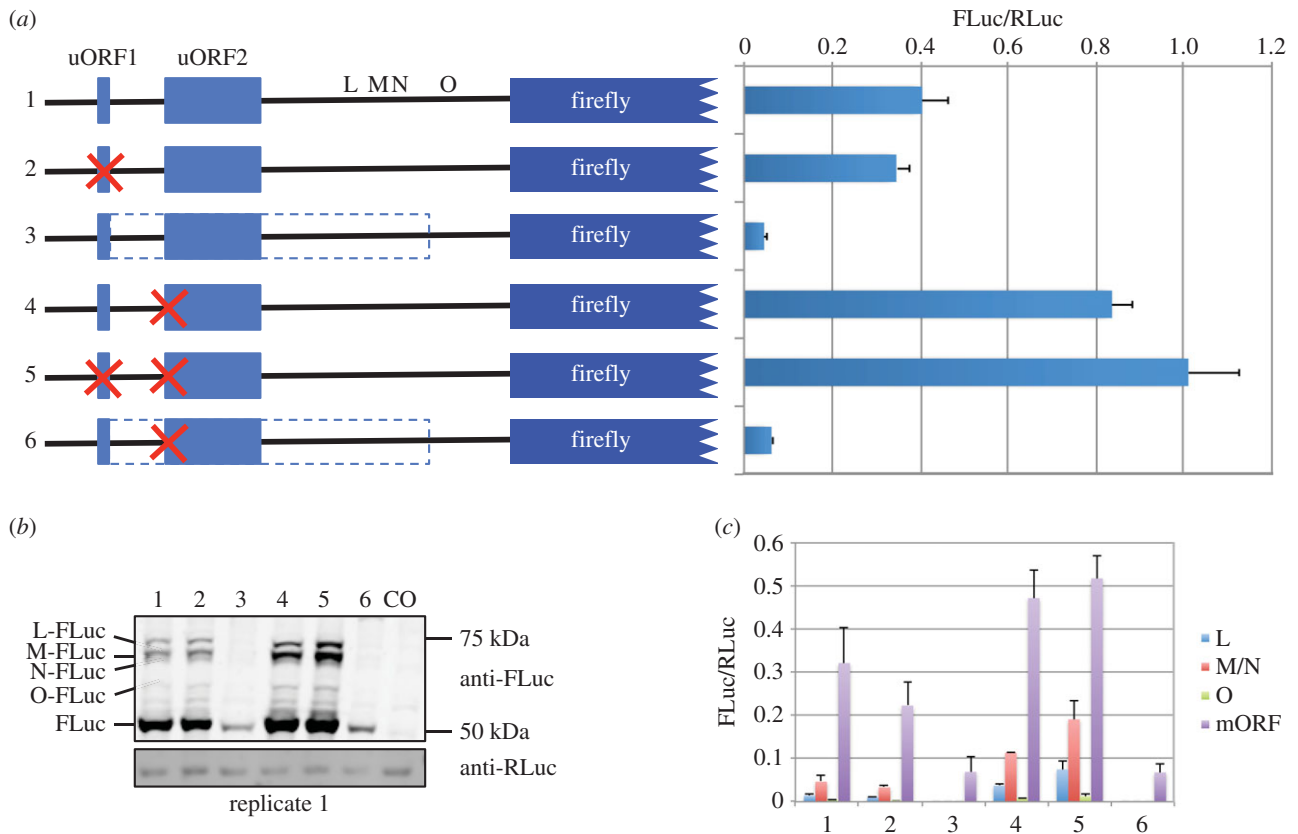 (a)
FLuc/RLuc
0 0.2 0.4 0.6 0.8 1.0 1.2
uORF1 uORF2
L MN O
1 firefly
2 firefly
3 firefly
4 firefly
5 firefly
6 firefly
(b)
1 2 3 4 5 6 CO
L-FLuc
M-FLuc
N-FLuc
O-FLuc
FLuc
75 kDa
anti-FLuc
50 kDa
anti-RLuc
replicate 1
(c)
FLuc/RLuc
0.6
0.5
0.4
0.3
0.2
0.1
0
1 2 3 4 5 6
L
M/N
O
mORF